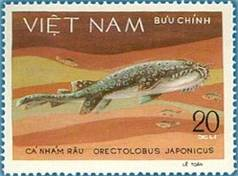 VIỆT NAM BƯU CHÍNH
20
CÁ NHÁM RÂU ORECTOLOBUS JAPONICUS